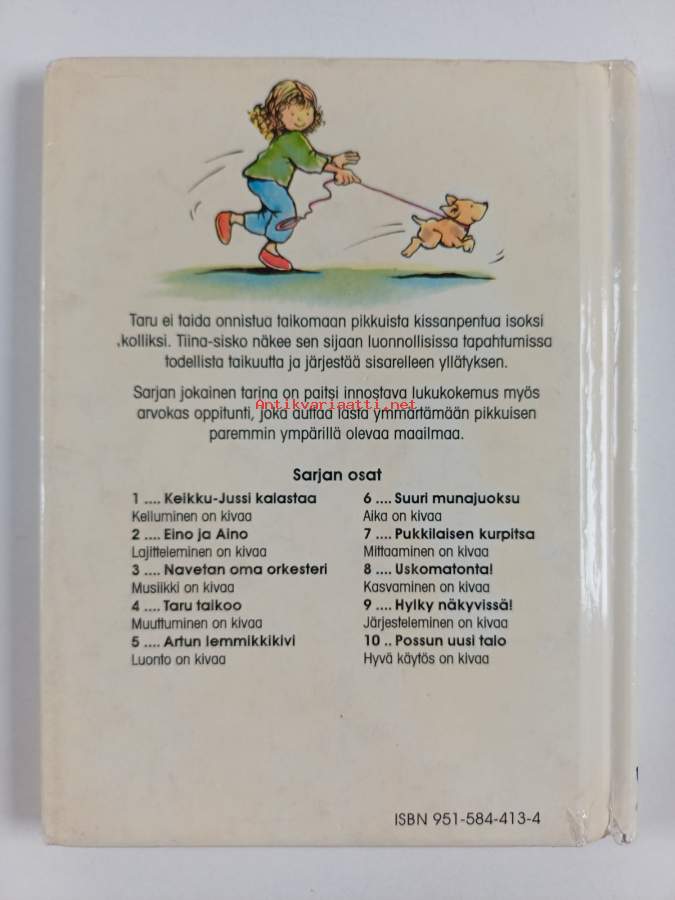 Taru ei taida onnistua taikomaan pikkuista kissanpentua isoksi
kolliksi. Tiina-sisko näkee sen sijaan luonnollisissa tapahtumissa
todellista taikuutta ja järjestää sisarelleen yllätyksen.
Sarjan jokainen tarina on paitsi innostava lukukokemus myös
arvokas oppitunti, joka auttaa lasta ymmärtämään pikkuisen
Antikvariaatti.net
paremmin ympärillä olevaa maailmaa.
Sarjan osat
1 .... Keikku-Jussi kalastaa
Kelluminen on kivaa
2 .... Eino ja Aino
Lajitteleminen on kivaa
3 .... Navetan oma orkesteri
Musiikki on kivaa
4 .... Taru taikoo
Muuttuminen on kivaa
5 .... Artun lemmikkikivi
Luonto on kivaa
6 .... Suuri munajuoksu
Aika on kivaa
7 .... Pukkilaisen kurpitsa
Mittaaminen on kivaa
8 .... Uskomatonta!
Kasvaminen on kivaa
9 .... Hylky näkyvissä!
Järjesteleminen on kivaa
10 .. Possun uusi talo
Hyvä käytös on kivaa
ISBN 951-584-413-4